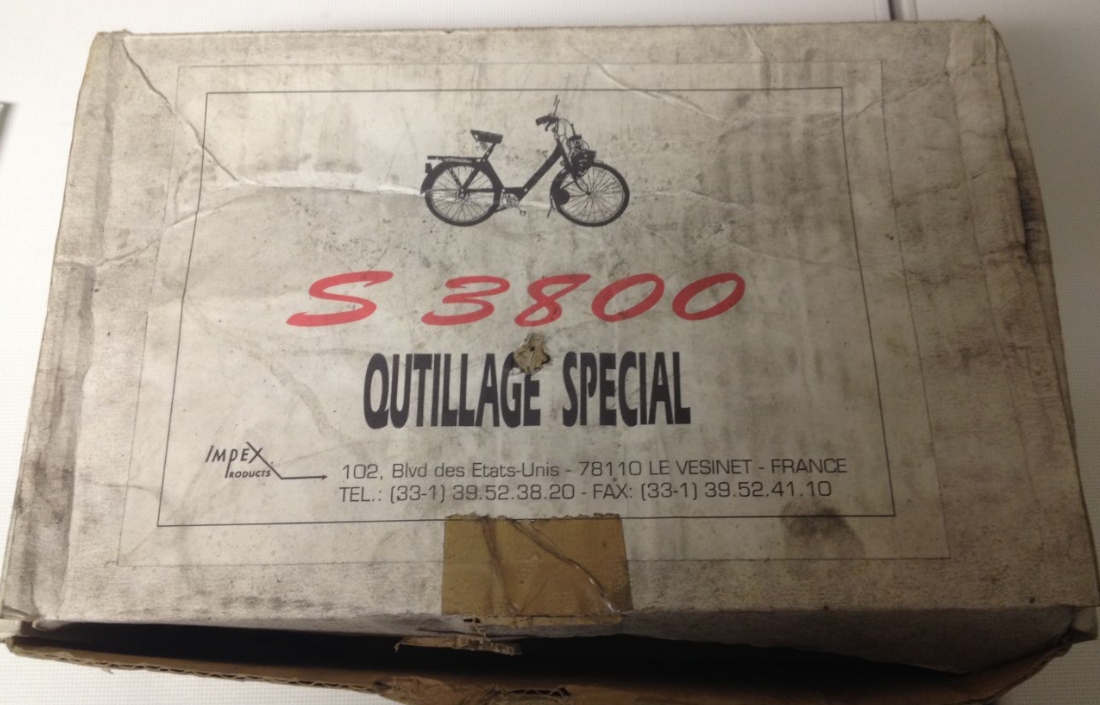 S 3800
OUTILLAGE SPECIAL
IMPEX
PRODUCTS
102, Blvd des Etats-Unis - 78110 LE VESINET - FRANCE
TEL.: (33-1) 39.52.38.20 - FAX: (33-1) 39.52.41.10